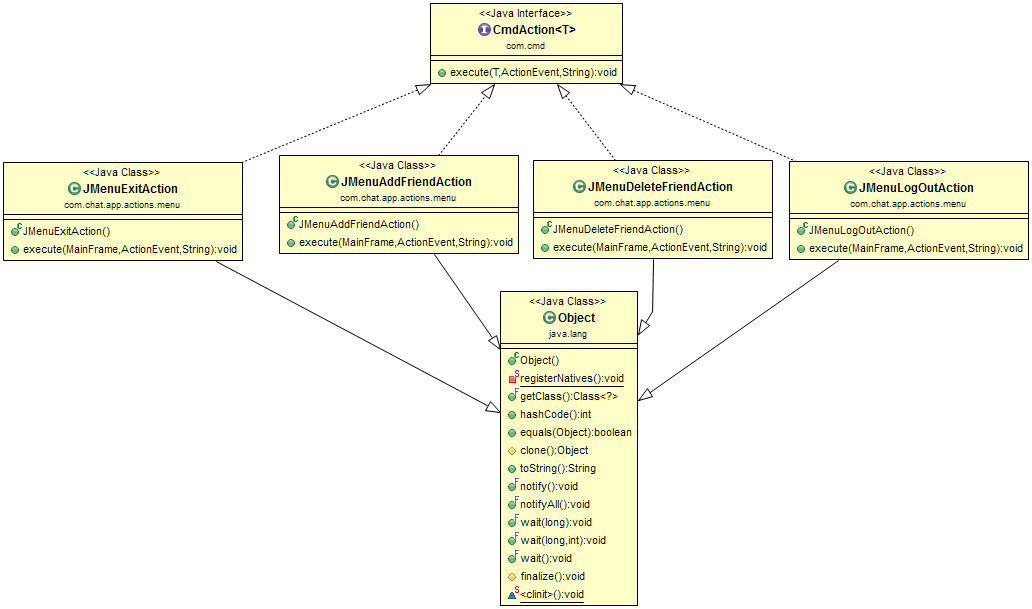 <<Java Interface>>
CmdAction<T>
com.cmd
execute(T,ActionEvent,String):void
<<Java Class>>
JMenuExitAction
com.chat.app.actions.menu
JMenuExitAction()
execute(MainFrame,ActionEvent,String):void
<<Java Class>>
JMenuAddFriendAction
com.chat.app.actions.menu
JMenuAddFriendAction()
execute(MainFrame,ActionEvent,String):void
<<Java Class>>
JMenuDeleteFriendAction
com.chat.app.actions.menu
JMenuDeleteFriendAction()
execute(MainFrame,ActionEvent,String):void
<<Java Class>>
JMenuLogOutAction
com.chat.app.actions.menu
JMenuLogOutAction()
execute(MainFrame,ActionEvent,String):void
<<Java Class>>
Object
java.lang
Object()
registerNatives():void
getClass():Class<?>
hashCode():int
equals(Object):boolean
clone():Object
toString():String
notify():void
notifyAll():void
wait(long):void
wait(long,int):void
wait():void
finalize():void
<clinit>():void